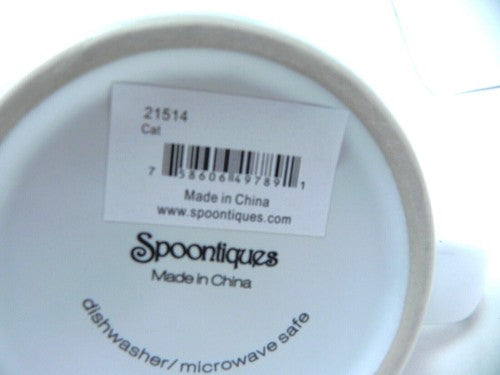 21514
Cat
7 58606 49789 1
Made in China
www.spoontiques.com
Spoontiques
Made in China
dishwasher/ microwave safe